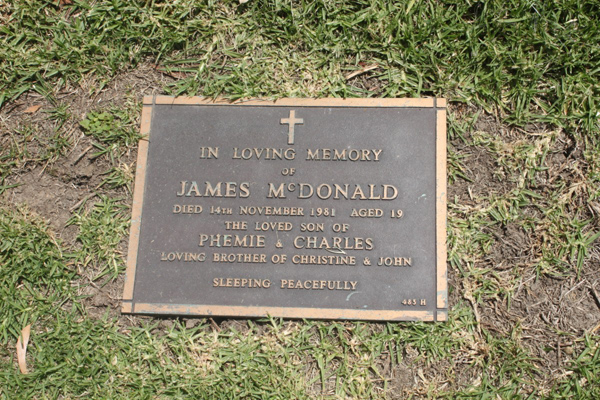 IN LOVING MEMORY
OF
JAMES McDONALD
DIED 14TH NOVEMBER 1981 AGED 19
THE LOVED SON OF
PHEMIE & CHARLES
LOVING BROTHER OF CHRISTINE & JOHN
SLEEPING PEACEFULLY
483 H